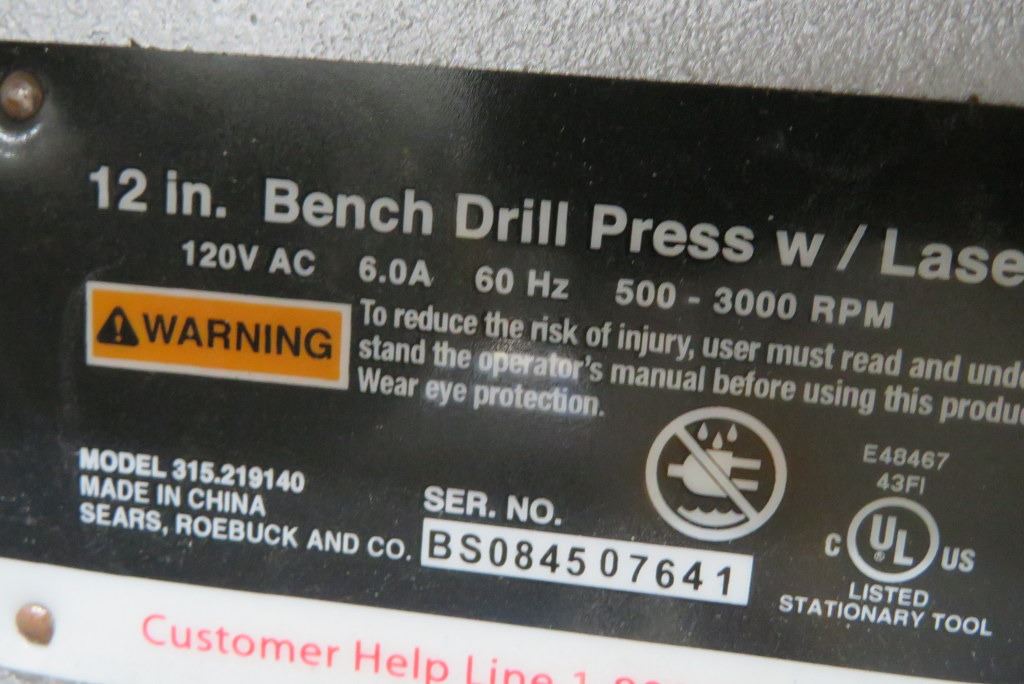 12 in. Bench Drill Press w / Lase
120V AC 6.0A 60 Hz 500 - 3000 RPM
WARNING
To reduce the risk of injury, user must read and unde
stand the operator's manual before using this produc
Wear eye protection.
MODEL 315.219140
MADE IN CHINA
SEARS, ROEBUCK AND CO.
SER. NO.
BS084507641
E48467
43FI
C UL® US
LISTED
STATIONARY TOOL
Customer Help Line 1